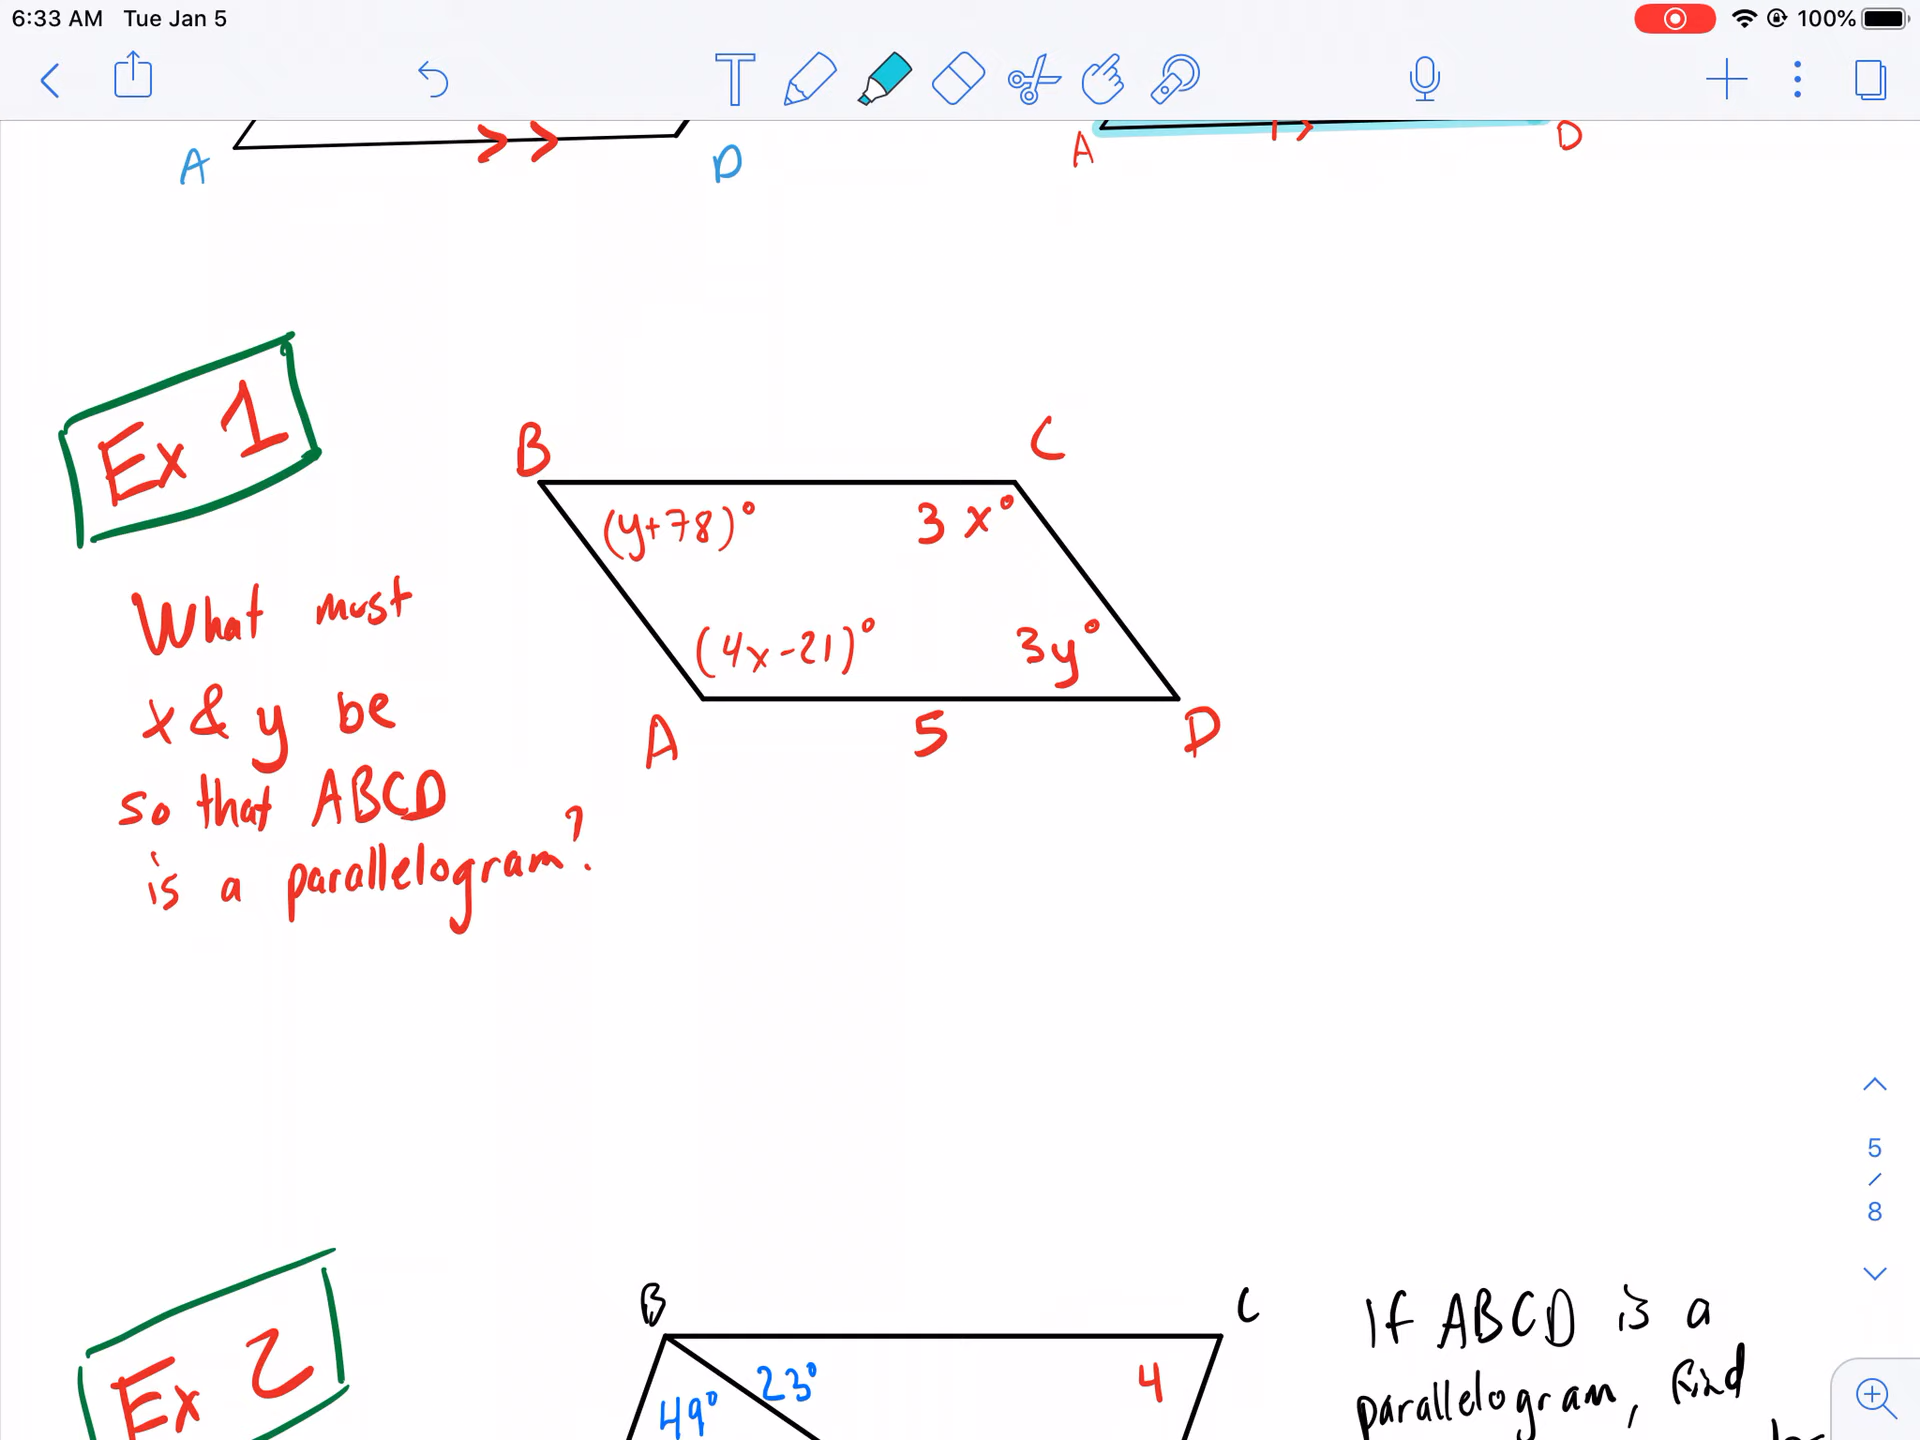 6:33 AM Tue Jan 5
100%
T
A
D
A
D
Ex 1
B
C
(y+78)°
3 x°
What must
(4x-21)°
3y°
x & y be
A
5
D
so that ABCD
is a parallelogram?
5
/
8
B
C
If ABCD is a
Ex 2
23°
4
parallelogram, find
49°